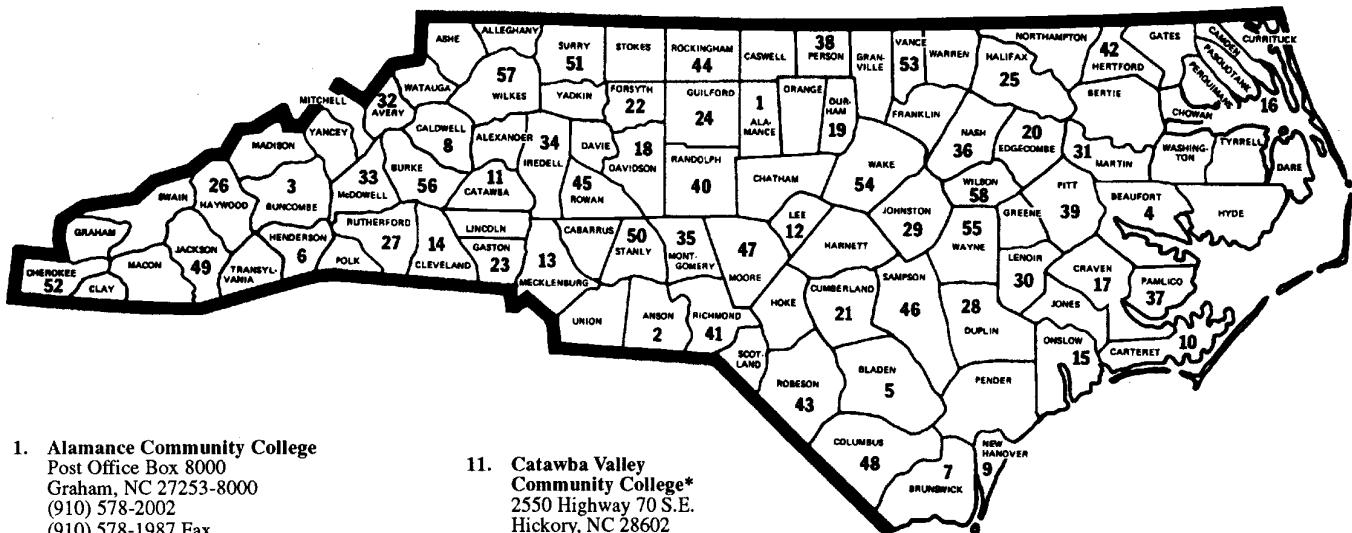 ASHE
ALLEGHANY
SURRY
51
STOKES
ROCKINGHAM
44
CASWELL
38
PERSON
GRAN-
VILLE
VANCE
53
WARREN
NORTHAMPTON
HALIFAX
25
42
HERTFORD
GATES
CAMDEN
PASQUOTANK
CURRITUCK
PERQUIMANS
16
CHOWAN
BERTIE
57
WILKES
WATAUGA
32
AVERY
MITCHELL
YANCEY
MADISON
CALDWELL
8
ALEXANDER
YADKIN
FORSYTH
22
GUILFORD
24
1
ALA-
MANCE
ORANGE
DUR-
HAM
19
FRANKLIN
NASH
36
20
EDGECOMBE
31
MARTIN
WASHING-
TON
TYRRELL
DARE
34
IREDELL
DAVIE
18
DAVIDSON
RANDOLPH
40
CHATHAM
WAKE
54
WILSON
58
PITT
39
BEAUFORT
4
HYDE
SWAIN
26
HAYWOOD
3
BUNCOMBE
33
McDOWELL
BURKE
56
11
CATAWBA
45
ROWAN
LEE
12
JOHNSTON
29
GREENE
55
WAYNE
GRAHAM
CHEROKEE
52
CLAY
MACON
JACKSON
49
TRANSYL-
VANIA
HENDERSON
6
POLK
RUTHERFORD
27
14
CLEVELAND
LINCOLN
GASTON
23
13
MECKLENBURG
CABARRUS
50
STANLY
35
MONT-
GOMERY
47
MOORE
HARNETT
LENOIR
30
CRAVEN
17
PAMLICO
37
UNION
ANSON
2
RICHMOND
41
SCOT-
LAND
HOKE
CUMBERLAND
21
SAMPSON
46
28
DUPLIN
JONES
ONSLOW
15
CARTERET
10
ROBESON
43
BLADEN
5
PENDER
COLUMBUS
48
7
BRUNSWICK
NEW
HANOVER
9
1. Alamance Community College
Post Office Box 8000
Graham, NC 27253-8000
(910) 578-2002
(910) 578-1987 Fax
11. Catawba Valley
Community College*
2550 Highway 70 S.E.
Hickory, NC 28602